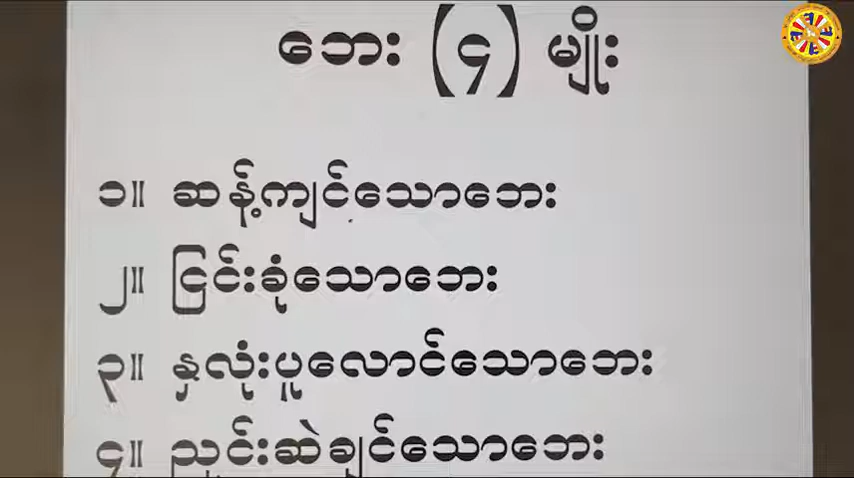 ဘေး (၄) မျိုး
၁။ ဆန့်ကျင်သောဘေး
၂။ ငြင်းခုံသောဘေး
၃။ နှလုံးပူလောင်သောဘေး
၄။ ညှင်းဆဲချင်သောဘေး